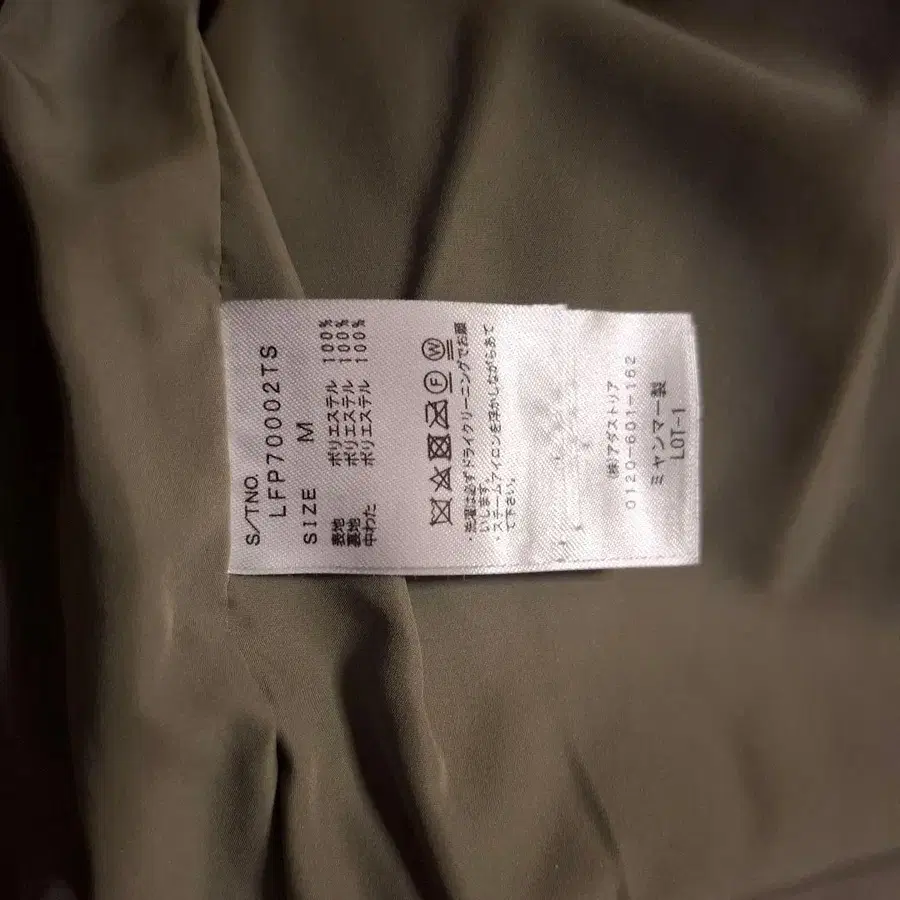 S/TNO.
LFP70002TS
SIZE M
表地 ポリエステル 100%
裏地 ポリエステル 100%
中わた ポリエステル 100%
F W
・洗濯は必ずドライクリーニングでお願
いします。
・スチームアイロンを浮かしながらあて
て下さい。
(株)アダストリア
0120-601-162
ミャンマー製
LOT-1